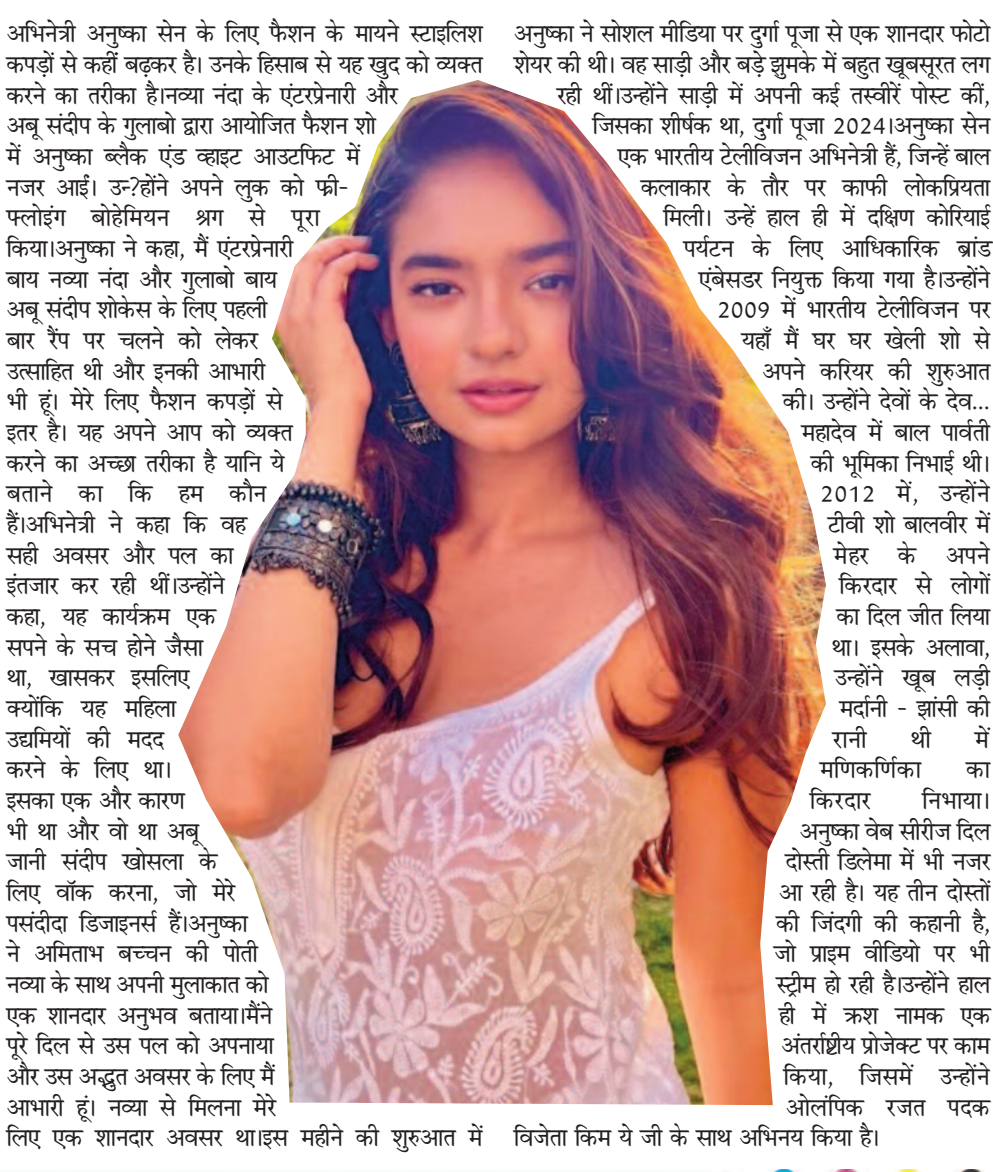 अभिनेत्री अनुष्का सेन के लिए फैशन के मायने स्टाइलिश
कपड़ों से कहीं बढ़कर है। उनके हिसाब से यह खुद को व्यक्त
करने का तरीका है।नव्या नंदा के एंटरप्रेनारी और
अबू संदीप के गुलाबो द्वारा आयोजित फैशन शो
में अनुष्का ब्लैक एंड व्हाइट आउटफिट में
नजर आईं। उन?होंने अपने लुक को फ्री-
फ्लोइंग बोहेमियन श्रग से पूरा
किया।अनुष्का ने कहा, मैं एंटरप्रेनारी
बाय नव्या नंदा और गुलाबो बाय
अबू संदीप शोकेस के लिए पहली
बार रैंप पर चलने को लेकर
उत्साहित थी और इनकी आभारी
भी हूं। मेरे लिए फैशन कपड़ों से
इतर है। यह अपने आप को व्यक्त
करने का अच्छा तरीका है यानि ये
बताने का कि हम कौन
हैं।अभिनेत्री ने कहा कि वह
सही अवसर और पल का
इंतजार कर रही थीं।उन्होंने
कहा, यह कार्यक्रम एक
सपने के सच होने जैसा
था, खासकर इसलिए
क्योंकि यह महिला
उद्यमियों की मदद
करने के लिए था।
इसका एक और कारण
भी था और वो था अबू
जानी संदीप खोसला के
लिए वॉक करना, जो मेरे
पसंदीदा डिजाइनर्स हैं।अनुष्का
ने अमिताभ बच्चन की पोती
नव्या के साथ अपनी मुलाकात को
एक शानदार अनुभव बताया।मैंने
पूरे दिल से उस पल को अपनाया
और उस अद्भुत अवसर के लिए मैं
आभारी हूं। नव्या से मिलना मेरे
लिए एक शानदार अवसर था।इस महीने की शुरुआत में
अनुष्का ने सोशल मीडिया पर दुर्गा पूजा से एक शानदार फोटो
शेयर की थी। वह साड़ी और बड़े झुमके में बहुत खूबसूरत लग
रही थीं।उन्होंने साड़ी में अपनी कई तस्वीरें पोस्ट कीं,
जिसका शीर्षक था, दुर्गा पूजा 2024।अनुष्का सेन
एक भारतीय टेलीविजन अभिनेत्री हैं, जिन्हें बाल
कलाकार के तौर पर काफी लोकप्रियता
मिली। उन्हें हाल ही में दक्षिण कोरियाई
पर्यटन के लिए आधिकारिक ब्रांड
एंबेसडर नियुक्त किया गया है।उन्होंने
2009 में भारतीय टेलीविजन पर
यहाँ मैं घर घर खेली शो से
अपने करियर की शुरुआत
की। उन्होंने देवों के देव...
महादेव में बाल पार्वती
की भूमिका निभाई थी।
2012 में, उन्होंने
टीवी शो बालवीर में
मेहर के अपने
किरदार से लोगों
का दिल जीत लिया
था। इसके अलावा,
उन्होंने खूब लड़ी
मर्दानी - झांसी की
रानी थी में
मणिकर्णिका का
किरदार निभाया।
अनुष्का वेब सीरीज दिल
दोस्ती डिलेमा में भी नजर
आ रही है। यह तीन दोस्तों
की जिंदगी की कहानी है,
जो प्राइम वीडियो पर भी
स्ट्रीम हो रही है।उन्होंने हाल
ही में क्रश नामक एक
अंतर्राष्ट्रीय प्रोजेक्ट पर काम
किया, जिसमें उन्होंने
ओलंपिक रजत पदक
विजेता किम ये जी के साथ अभिनय किया है।